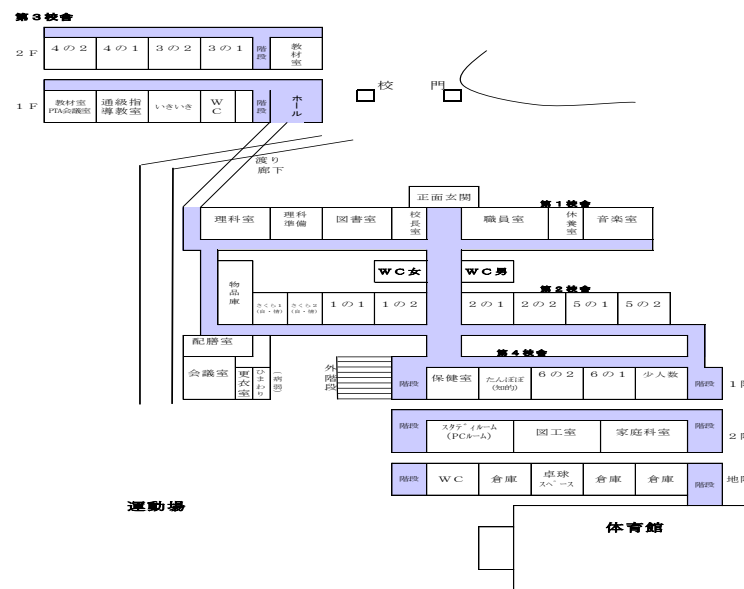 第３校舎
２Ｆ
４の２
４の１
３の２
３の１
階段
教材室
１Ｆ
教材室
PTA会議室
通級指導教室
いきいき
ＷＣ
階段
ホール
校門
渡り廊下
正面玄関
第１校舎
理科室
理科準備
図書室
校長室
職員室
休養室
音楽室
ＷＣ女
ＷＣ男
物品庫
第２校舎
さくら１
(自・情)
さくら２
(自・情)
１の１
１の２
２の１
２の２
５の１
５の２
配膳室
第４校舎
会議室
更衣室
ひまわり
(病弱)
外階段
階段
保健室
たんぽぽ
(知的)
６の２
６の１
少人数
階段
１階
階段
スタディルーム
(PCルーム)
図工室
家庭科室
階段
２階
階段
ＷＣ
倉庫
卓球
スペース
倉庫
倉庫
階段
地階
運動場
体育館